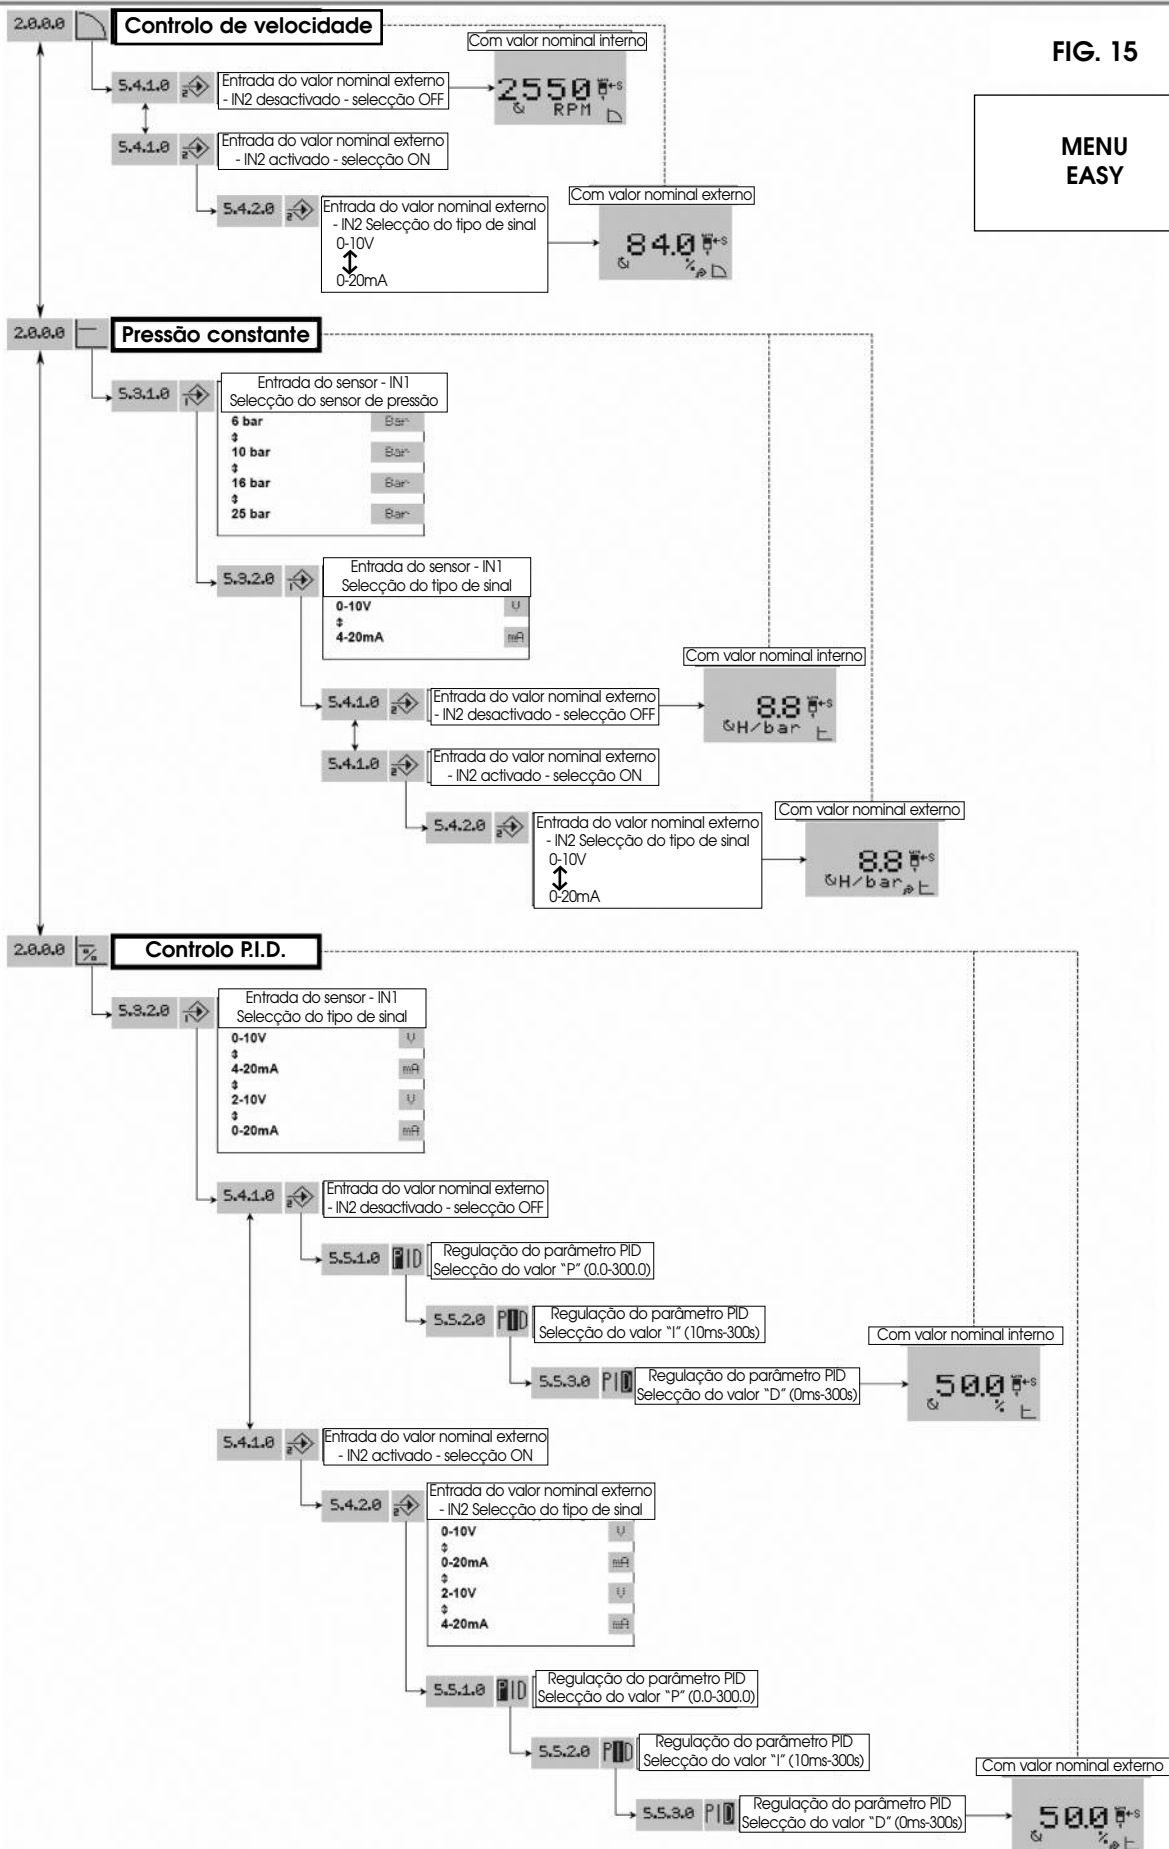 2.0.0.0
Controlo de velocidade
Com valor nominal interno
FIG. 15
5.4.1.0
2
Entrada do valor nominal externo
- IN2 desactivado - selecção OFF
2550
S
RPM
MENU
EASY
5.4.1.0
2
Entrada do valor nominal externo
- IN2 activado - selecção ON
Com valor nominal externo
5.4.2.0
2
Entrada do valor nominal externo
- IN2 Selecção do tipo de sinal
0-10V
0-20mA
84.0
S
%
2.0.0.0
Pressão constante
5.3.1.0
1
Entrada do sensor - IN1
Selecção do sensor de pressão
6 bar Bar
10 bar Bar
16 bar Bar
25 bar Bar
5.3.2.0
1
Entrada do sensor - IN1
Selecção do tipo de sinal
0-10V V
4-20mA mA
Com valor nominal interno
5.4.1.0
2
Entrada do valor nominal externo
- IN2 desactivado - selecção OFF
8.8
S
H/bar
5.4.1.0
2
Entrada do valor nominal externo
- IN2 activado - selecção ON
Com valor nominal externo
5.4.2.0
2
Entrada do valor nominal externo
- IN2 Selecção do tipo de sinal
0-10V
0-20mA
8.8
S
H/bar
2.0.0.0
%
Controlo P.I.D.
5.3.2.0
1
Entrada do sensor - IN1
Selecção do tipo de sinal
0-10V V
4-20mA mA
2-10V V
0-20mA mA
5.4.1.0
2
Entrada do valor nominal externo
- IN2 desactivado - selecção OFF
5.5.1.0 PID
Regulação do parâmetro PID
Selecção do valor "P" (0.0-300.0)
5.5.2.0 PID
Regulação do parâmetro PID
Selecção do valor "I" (10ms-300s)
Com valor nominal interno
5.5.3.0 PID
Regulação do parâmetro PID
Selecção do valor "D" (0ms-300s)
50.0
S
%
5.4.1.0
2
Entrada do valor nominal externo
- IN2 activado - selecção ON
5.4.2.0
2
Entrada do valor nominal externo
- IN2 Selecção do tipo de sinal
0-10V V
0-20mA mA
2-10V V
4-20mA mA
5.5.1.0 PID
Regulação do parâmetro PID
Selecção do valor "P" (0.0-300.0)
5.5.2.0 PID
Regulação do parâmetro PID
Selecção do valor "I" (10ms-300s)
Com valor nominal externo
5.5.3.0 PID
Regulação do parâmetro PID
Selecção do valor "D" (0ms-300s)
50.0
S
%